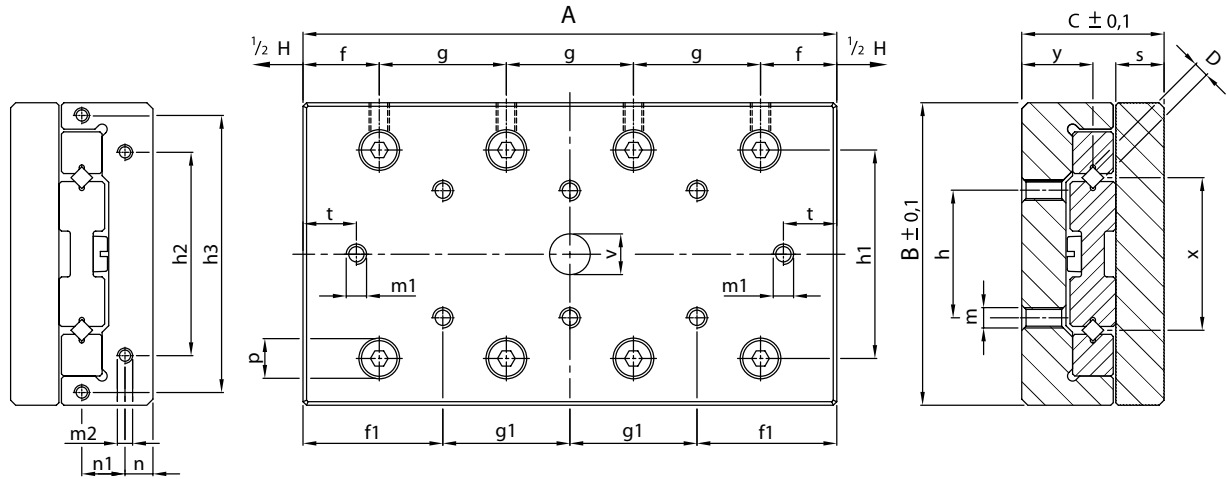 A
½ H f g g g f ½ H
C ± 0,1
y s D
t t
v
h1
m1 m1
p
h2 h3
B ± 0,1
h
x
m
m2
n1 n
f1 g1 g1 f1